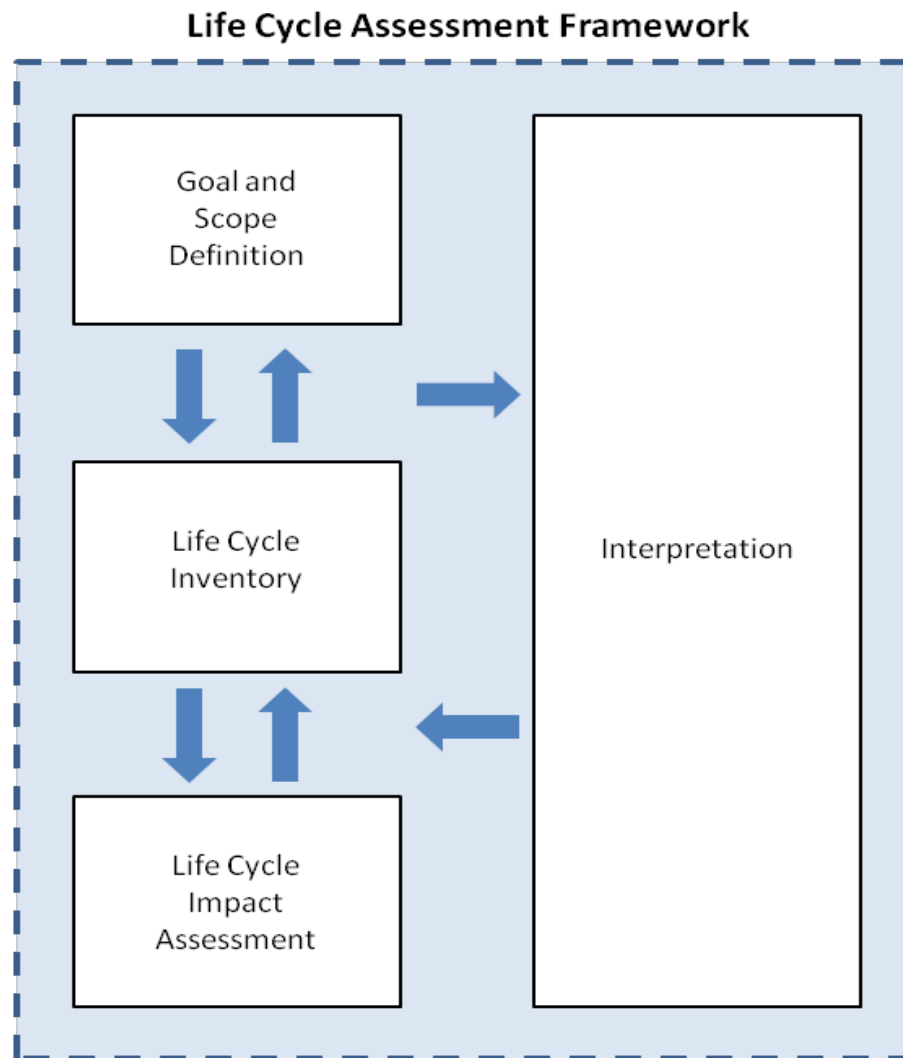 Life Cycle Assessment Framework
Goal and
Scope
Definition
Life Cycle
Inventory
Interpretation
Life Cycle
Impact
Assessment